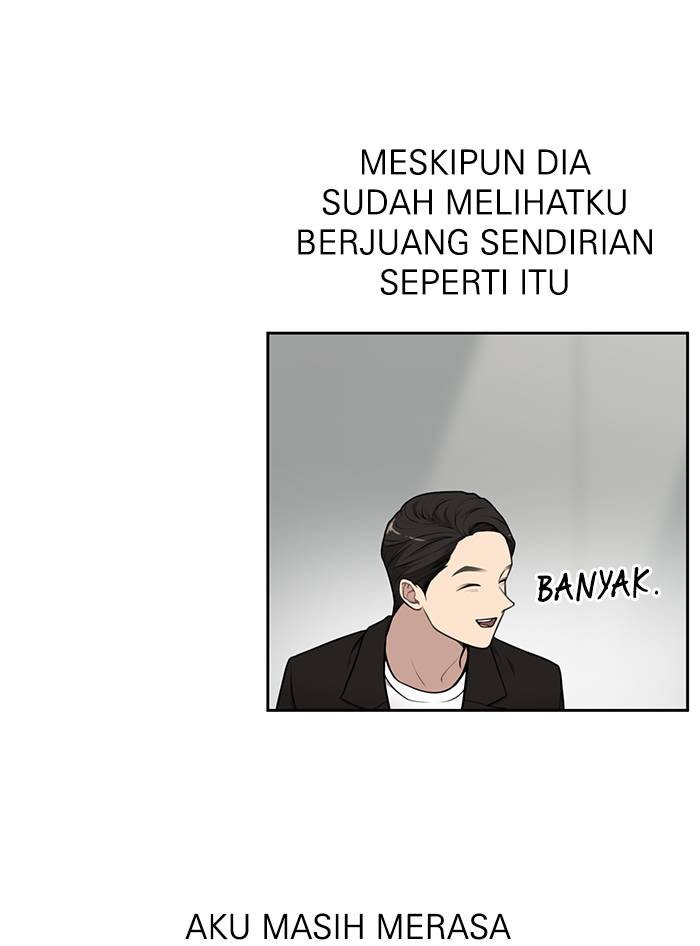 MESKIPUN DIA
SUDAH MELIHATKU
BERJUANG SENDIRIAN
SEPERTI ITU
BANYAK.
AKU MASIH MERASA